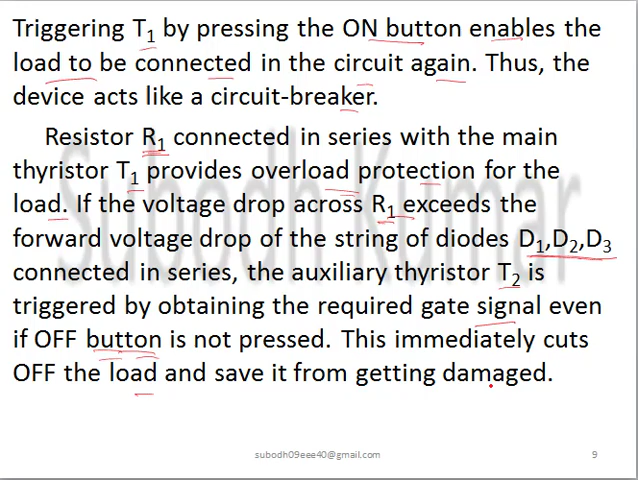 Triggering T1 by pressing the ON button enables the
load to be connected in the circuit again. Thus, the
device acts like a circuit-breaker.
Resistor R1 connected in series with the main
thyristor T1 provides overload protection for the
load. If the voltage drop across R1 exceeds the
forward voltage drop of the string of diodes D1,D2,D3
connected in series, the auxiliary thyristor T2 is
triggered by obtaining the required gate signal even
if OFF button is not pressed. This immediately cuts
OFF the load and save it from getting damaged.
Subodh Kumar
subodh09eee40@gmail.com
9